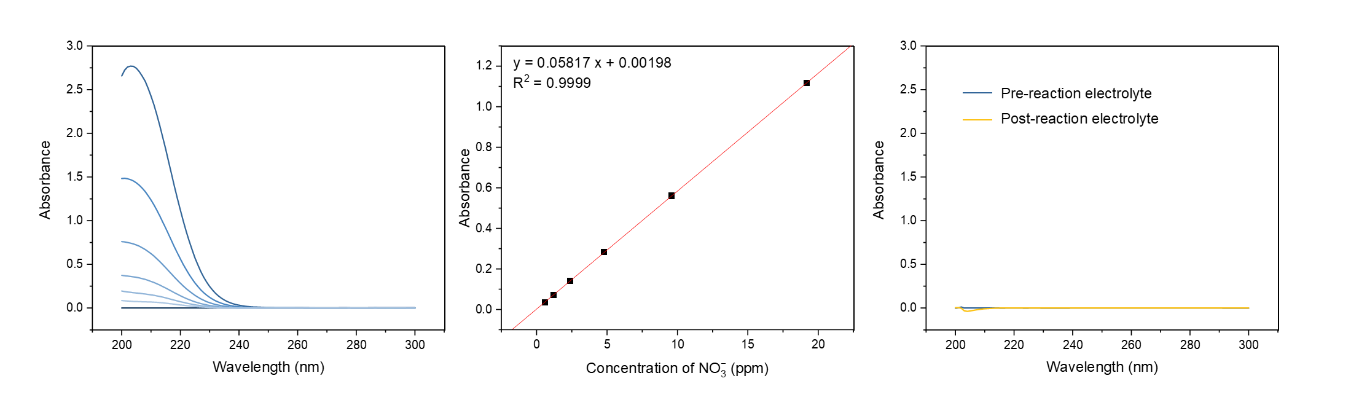 3.0
2.5
2.0
1.5
1.0
0.5
0.0
Absorbance
200 220 240 260 280 300
Wavelength (nm)
y = 0.05817 x + 0.00198
R² = 0.9999
1.2
1.0
0.8
0.6
0.4
0.2
0.0
Absorbance
0 5 10 15 20
Concentration of NO₃⁻ (ppm)
3.0
2.5
2.0
1.5
1.0
0.5
0.0
Absorbance
Pre-reaction electrolyte
Post-reaction electrolyte
200 220 240 260 280 300
Wavelength (nm)